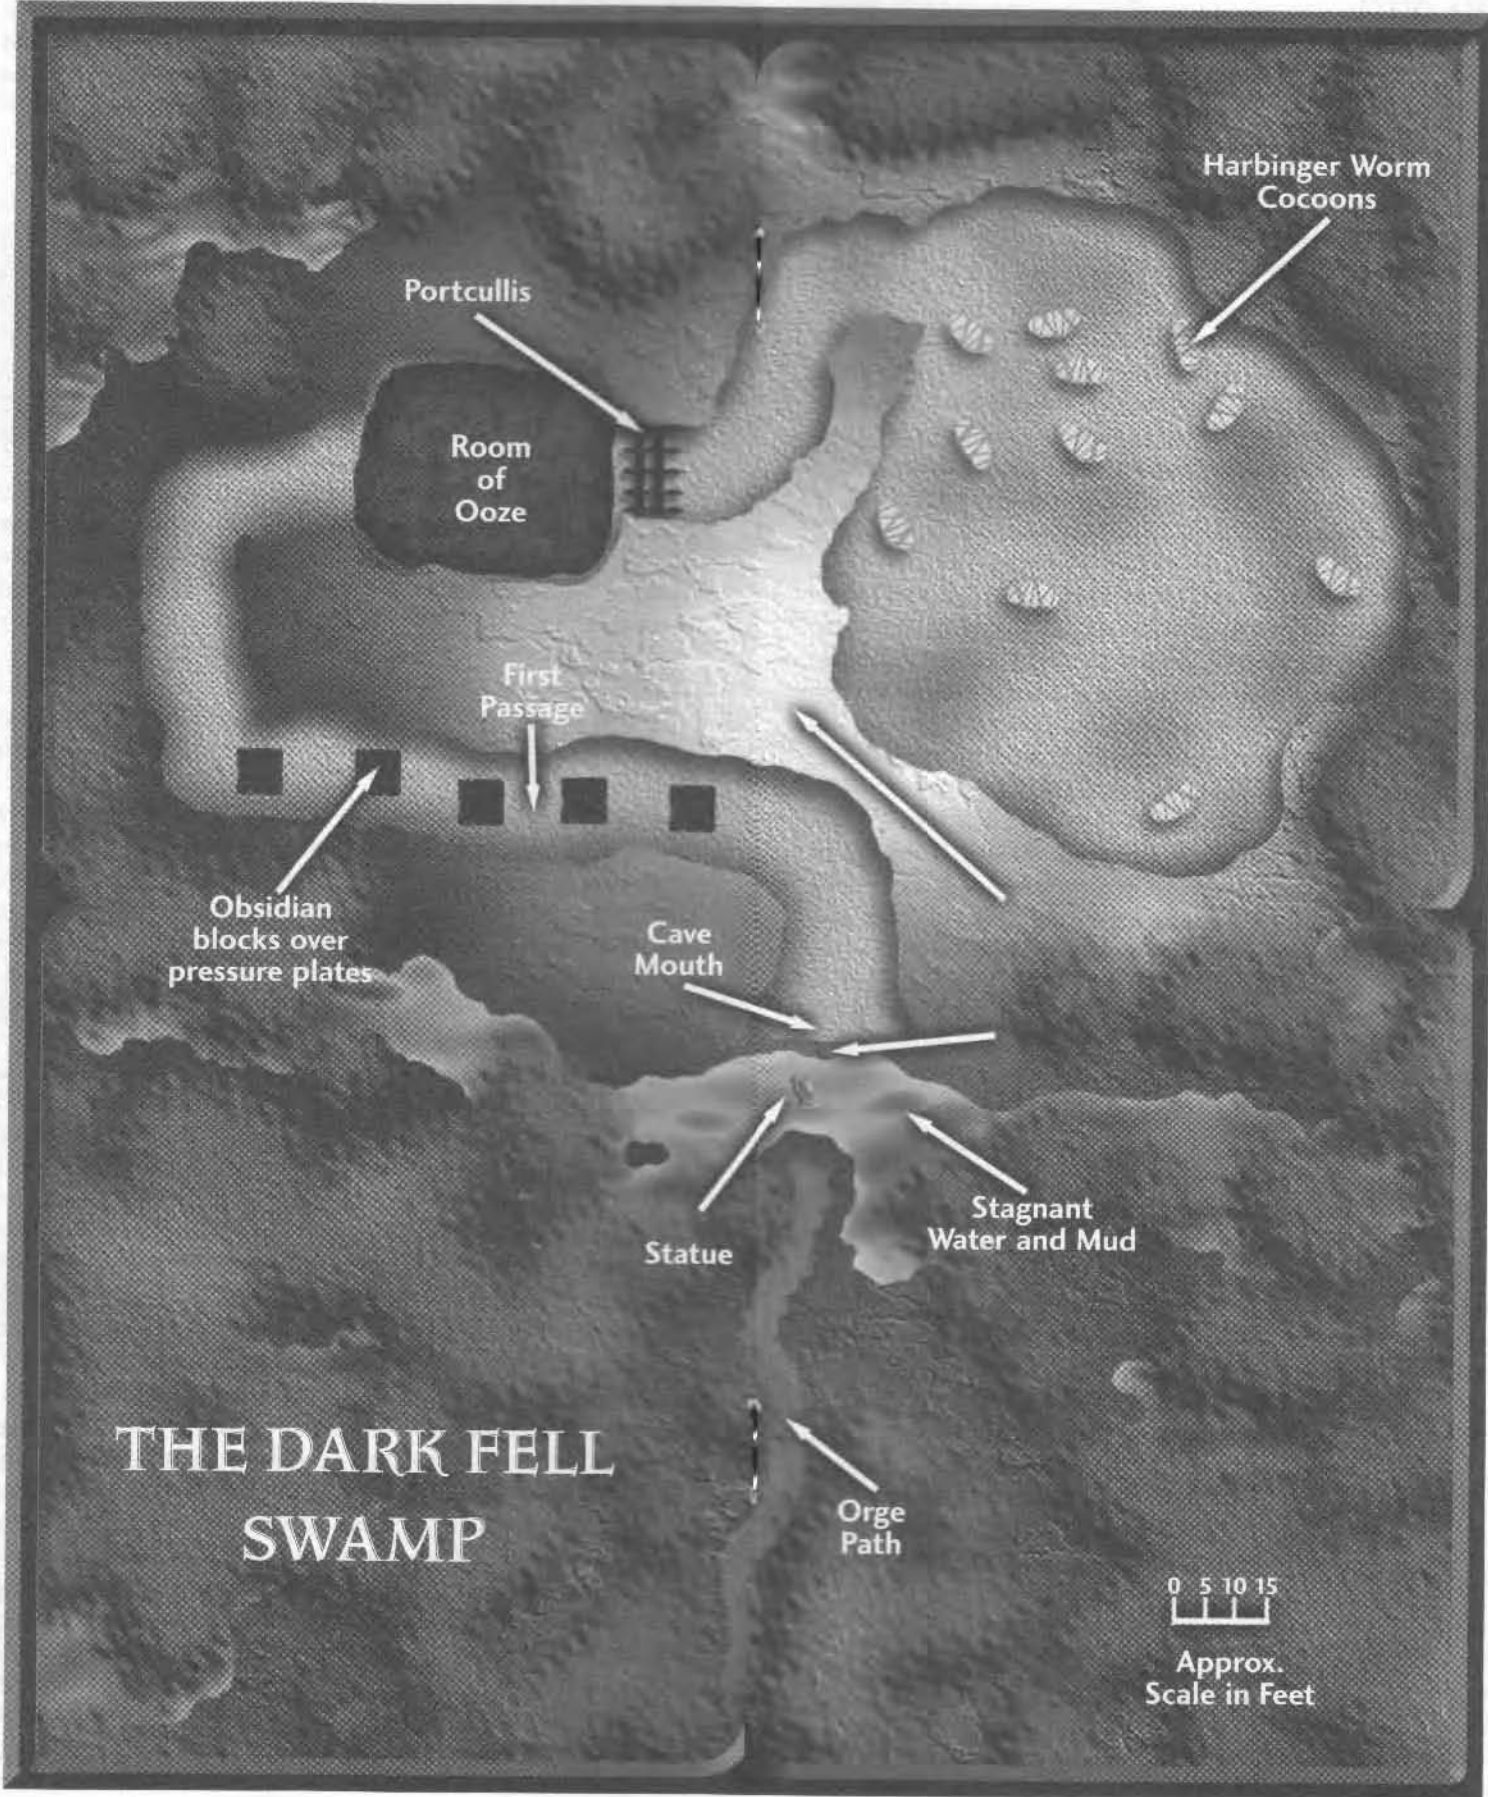 Harbinger Worm
Cocoons
Portcullis
Room
of
Ooze
First
Passage
Obsidian
blocks over
pressure plates
Cave
Mouth
Statue
Stagnant
Water and Mud
THE DARK FELL
SWAMP
Orge
Path
0 5 10 15
Approx.
Scale in Feet